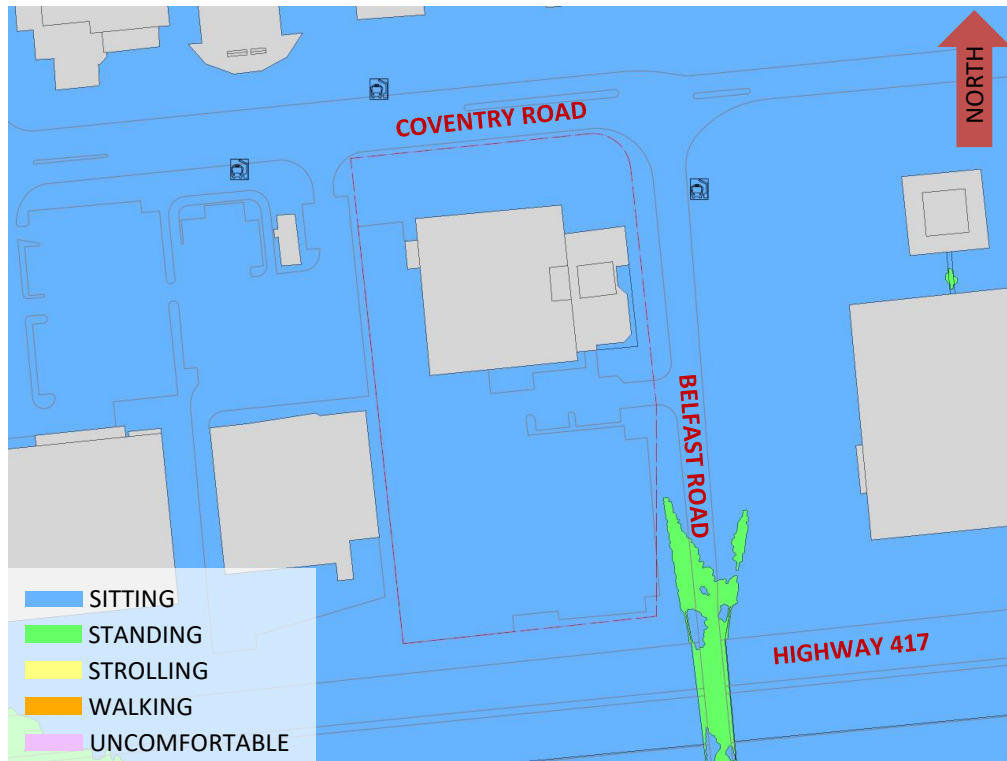 NORTH
COVENTRY ROAD
BELFAST ROAD
HIGHWAY 417
SITTING
STANDING
STROLLING
WALKING
UNCOMFORTABLE